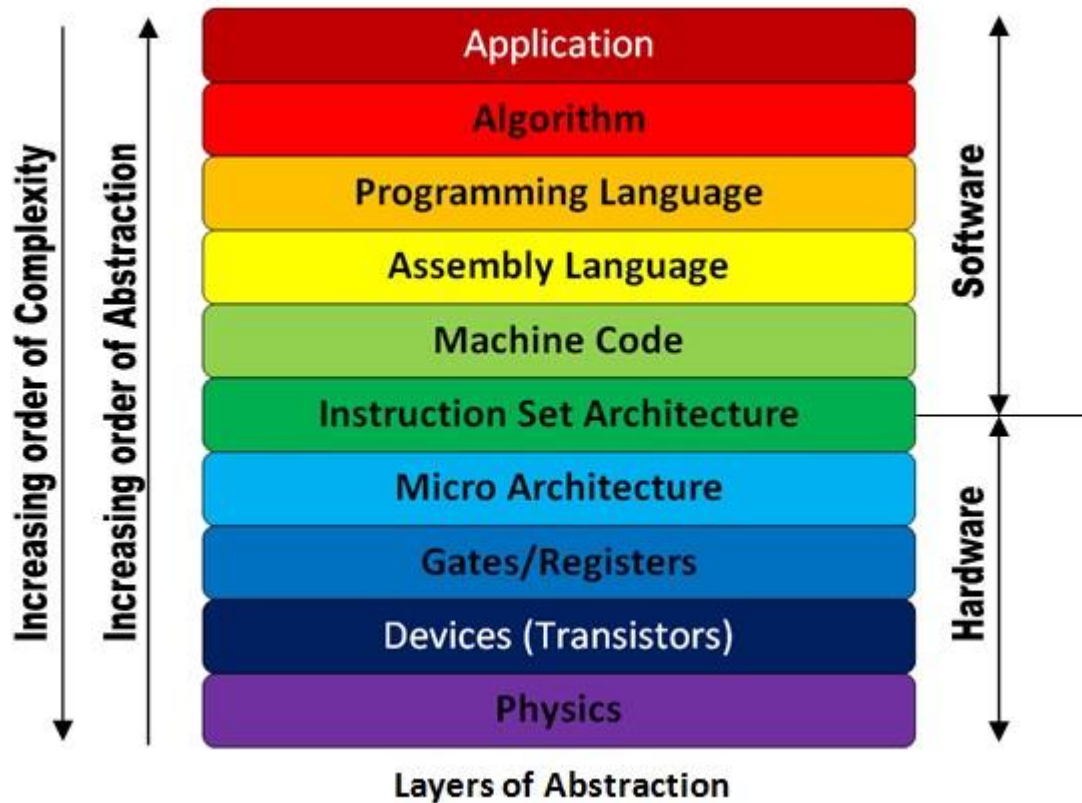 Increasing order of Complexity
Increasing order of Abstraction
Application
Algorithm
Programming Language
Assembly Language
Machine Code
Instruction Set Architecture
Micro Architecture
Gates/Registers
Devices (Transistors)
Physics
Software
Hardware
Layers of Abstraction